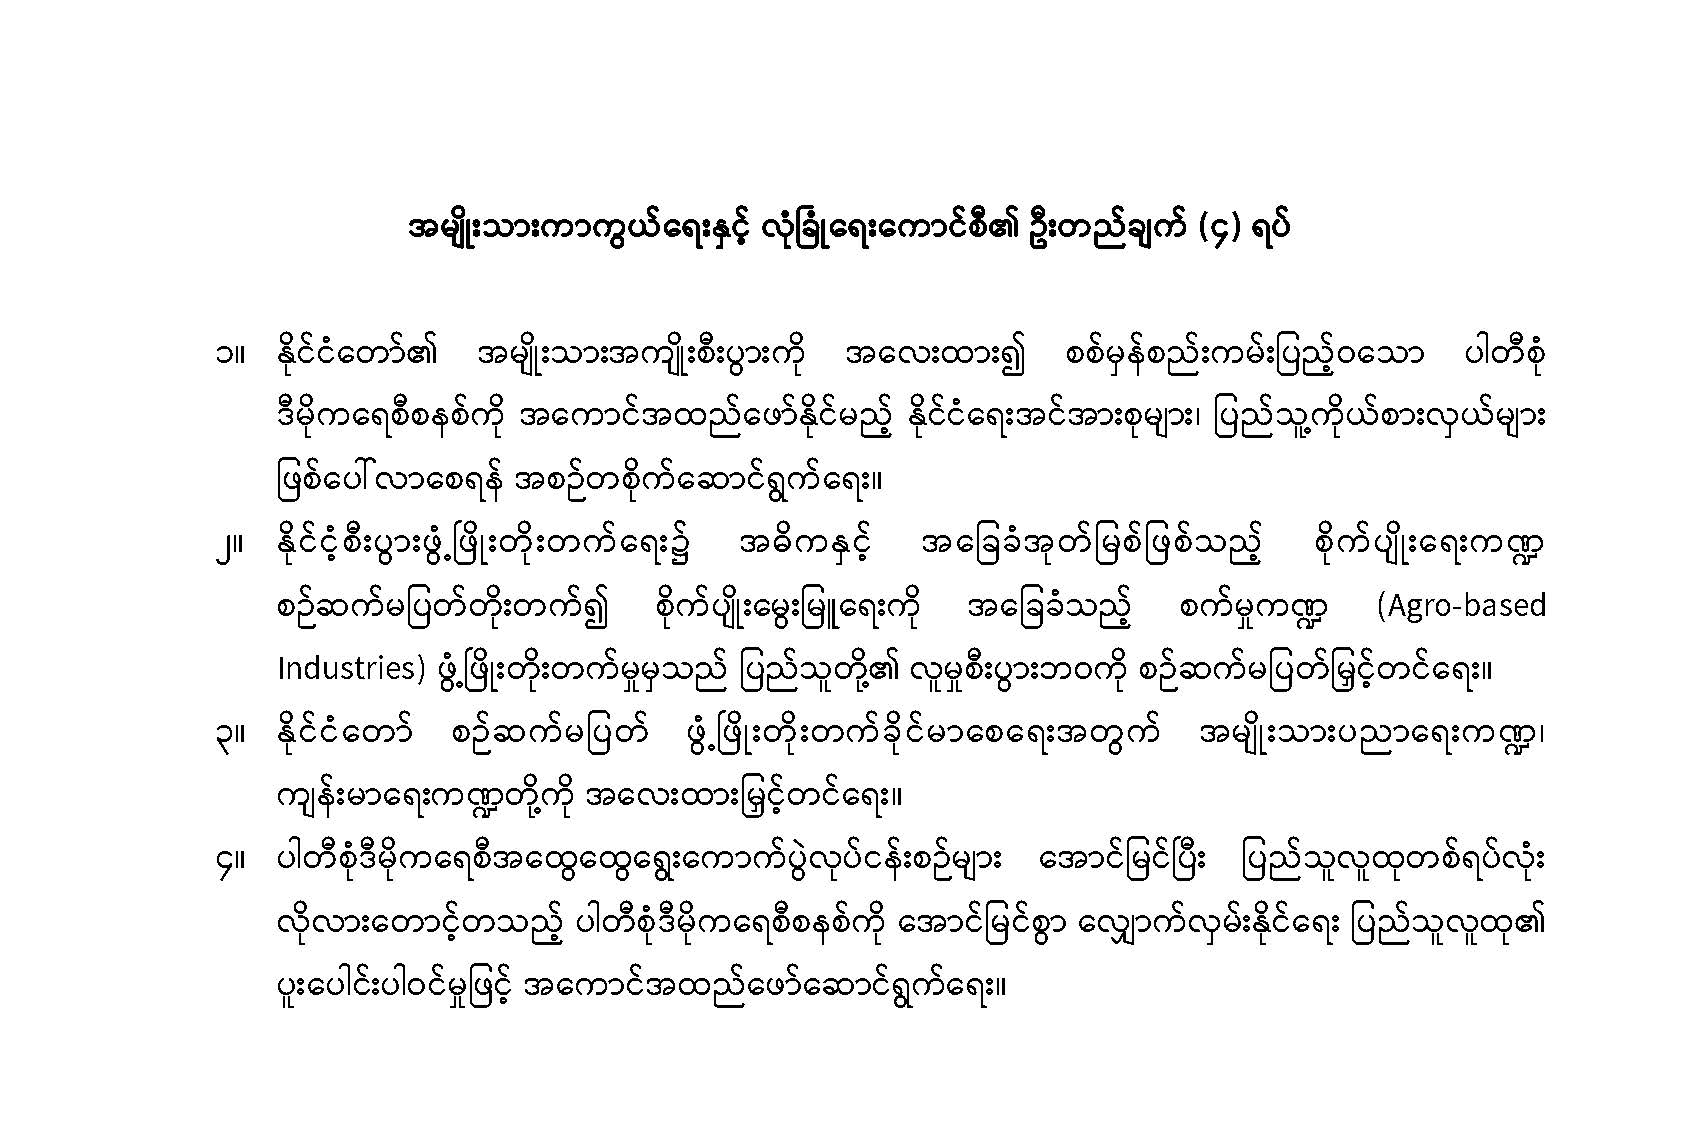 အမျိုးသားကာကွယ်ရေးနှင့် လုံခြုံရေးကောင်စီ၏ ဦးတည်ချက် (၄) ရပ်
၁။ နိုင်ငံတော်၏ အမျိုးသားအကျိုးစီးပွားကို အလေးထား၍ စစ်မှန်စည်းကမ်းပြည့်ဝသော ပါတီစုံ
ဒီမိုကရေစီစနစ်ကို အကောင်အထည်ဖော်နိုင်မည့် နိုင်ငံရေးအင်အားစုများ၊ ပြည်သူ့ကိုယ်စားလှယ်များ
ဖြစ်ပေါ်လာစေရန် အစဉ်တစိုက်ဆောင်ရွက်ရေး။
၂။ နိုင်ငံ့စီးပွားဖွံ့ဖြိုးတိုးတက်ရေး၌ အဓိကနှင့် အခြေခံအုတ်မြစ်ဖြစ်သည့် စိုက်ပျိုးရေးကဏ္ဍ
စဉ်ဆက်မပြတ်တိုးတက်၍ စိုက်ပျိုးမွေးမြူရေးကို အခြေခံသည့် စက်မှုကဏ္ဍ (Agro-based
Industries) ဖွံ့ဖြိုးတိုးတက်မှုမှသည် ပြည်သူတို့၏ လူမှုစီးပွားဘဝကို စဉ်ဆက်မပြတ်မြှင့်တင်ရေး။
၃။ နိုင်ငံတော် စဉ်ဆက်မပြတ် ဖွံ့ဖြိုးတိုးတက်ခိုင်မာစေရေးအတွက် အမျိုးသားပညာရေးကဏ္ဍ၊
ကျန်းမာရေးကဏ္ဍတို့ကို အလေးထားမြှင့်တင်ရေး။
၄။ ပါတီစုံဒီမိုကရေစီအထွေထွေရွေးကောက်ပွဲလုပ်ငန်းစဉ်များ အောင်မြင်ပြီး ပြည်သူလူထုတစ်ရပ်လုံး
လိုလားတောင့်တသည့် ပါတီစုံဒီမိုကရေစီစနစ်ကို အောင်မြင်စွာ လျှောက်လှမ်းနိုင်ရေး ပြည်သူလူထု၏
ပူးပေါင်းပါဝင်မှုဖြင့် အကောင်အထည်ဖော်ဆောင်ရွက်ရေး။